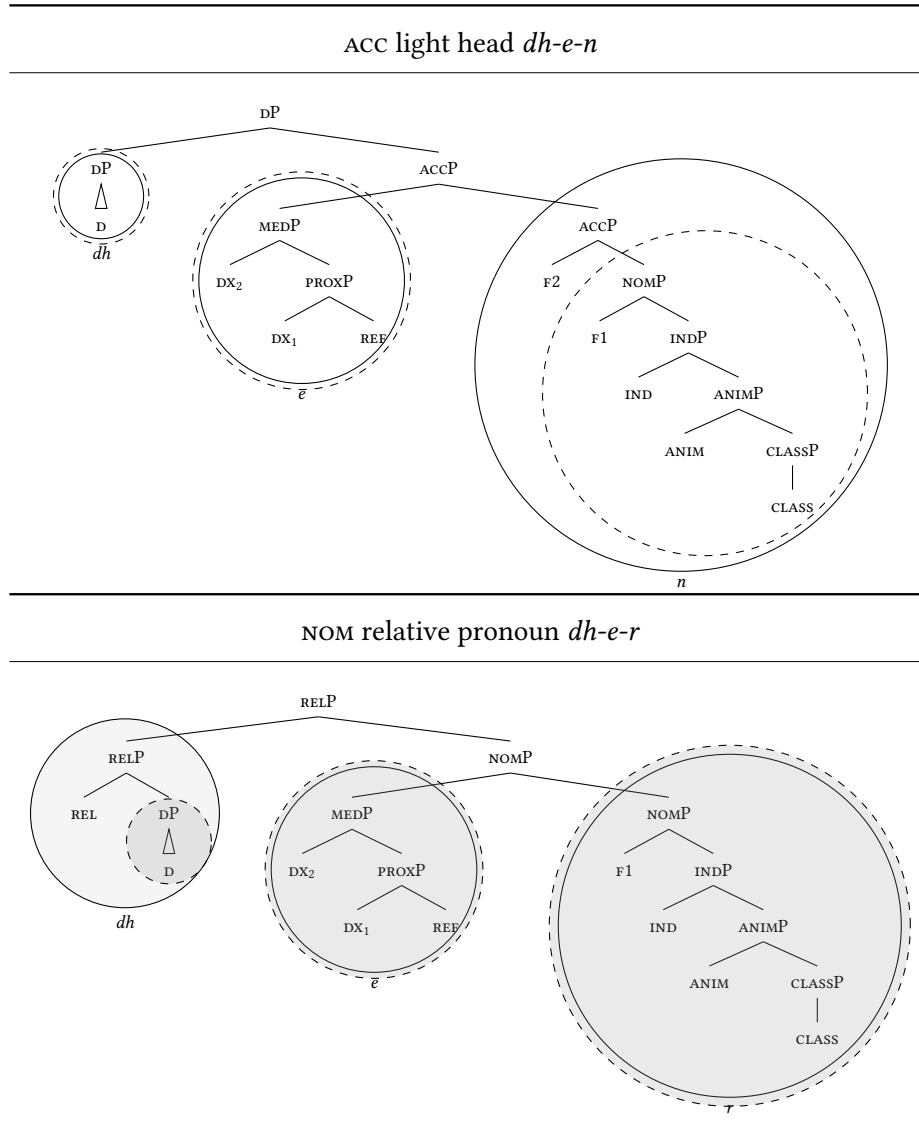 ACC light head dh-e-n
DP
DP ACCP
D MEDP ACCP
dh
DX₂ PROXP F2 NOMP
DX₁ REF F1 INDP
e IND ANIMP
ANIM CLASSP
CLASS
n
NOM relative pronoun dh-e-r
RELP
RELP NOMP
REL DP MEDP NOMP
D DX₂ PROXP F1 INDP
dh DX₁ REF IND ANIMP
e ANIM CLASSP
CLASS
r